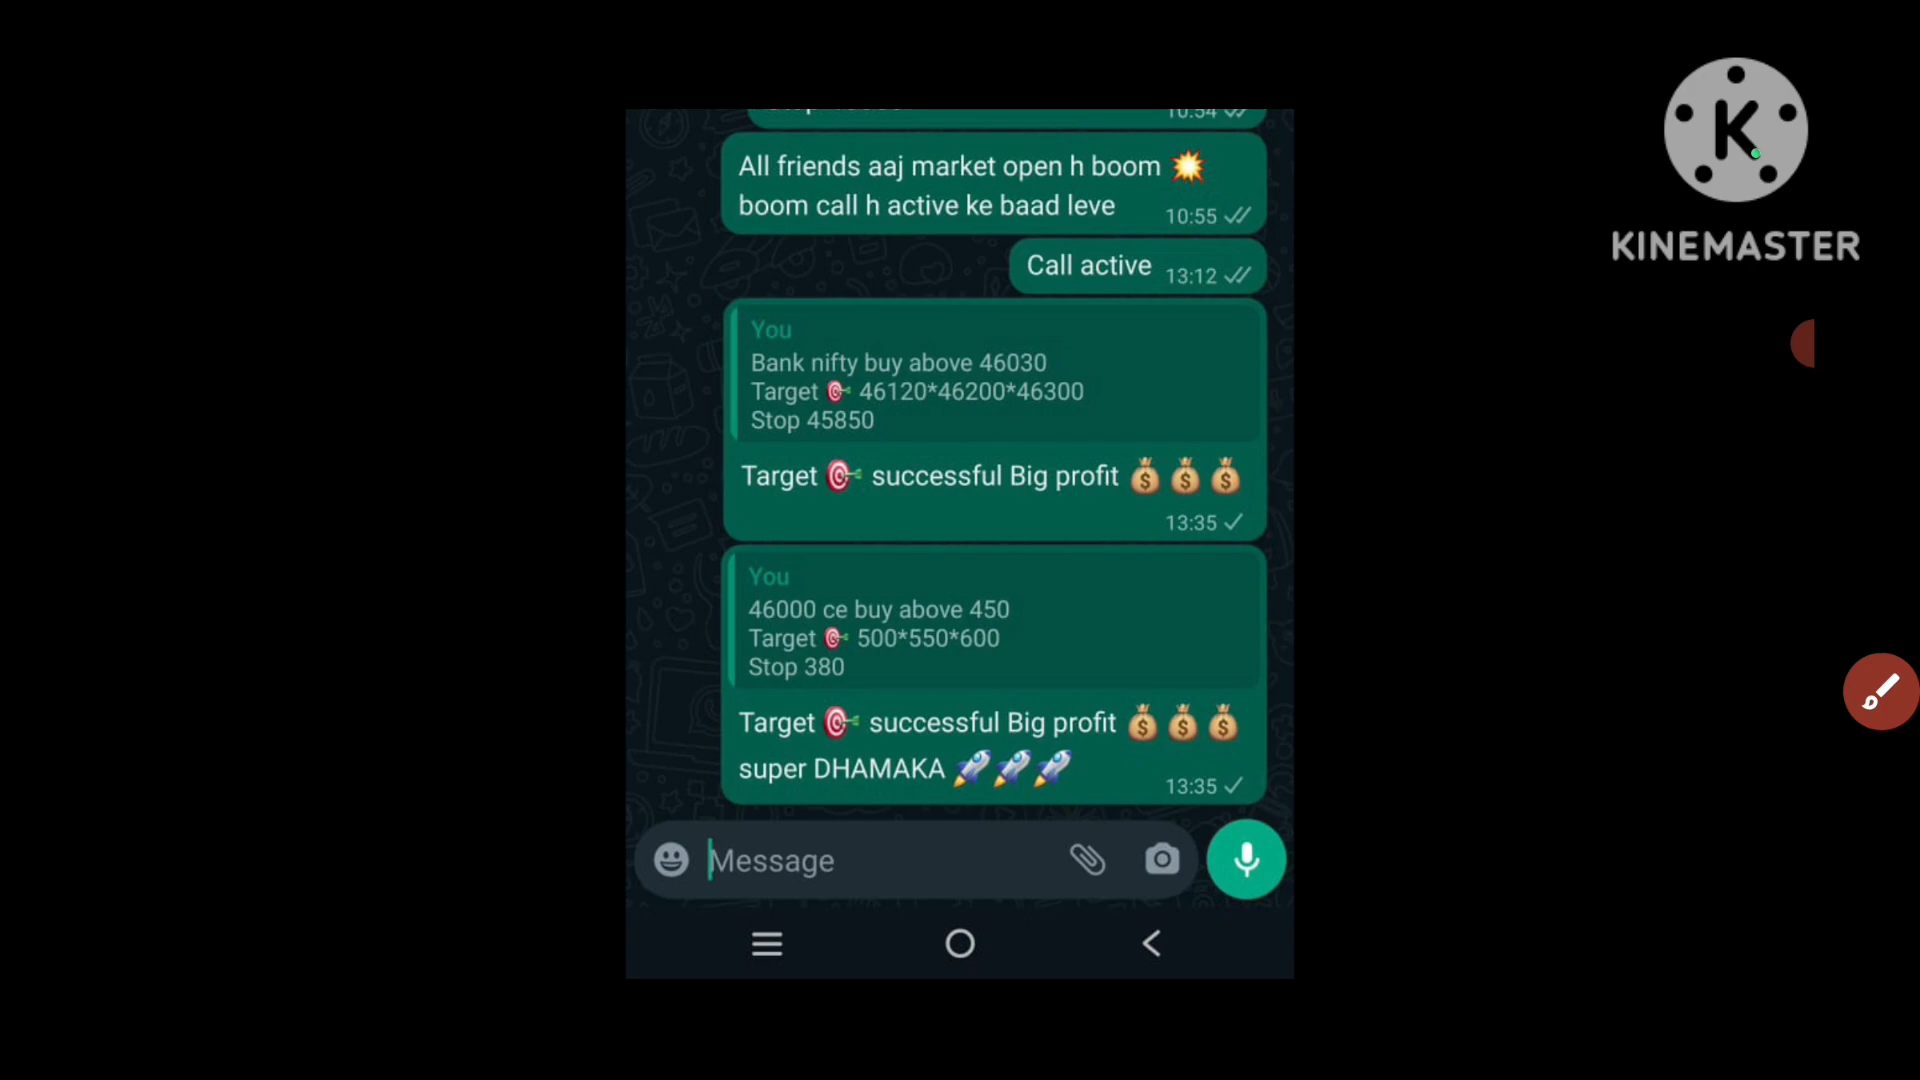 10:54
All friends aaj market open h boom 💥
boom call h active ke baad leve 10:55
Call active 13:12
You
Bank nifty buy above 46030
Target 🎯 46120*46200*46300
Stop 45850
Target 🎯 successful Big profit 💰💰💰
13:35
You
46000 ce buy above 450
Target 🎯 500*550*600
Stop 380
Target 🎯 successful Big profit 💰💰💰
super DHAMAKA 🚀🚀🚀 13:35
Message
K
KINEMASTER